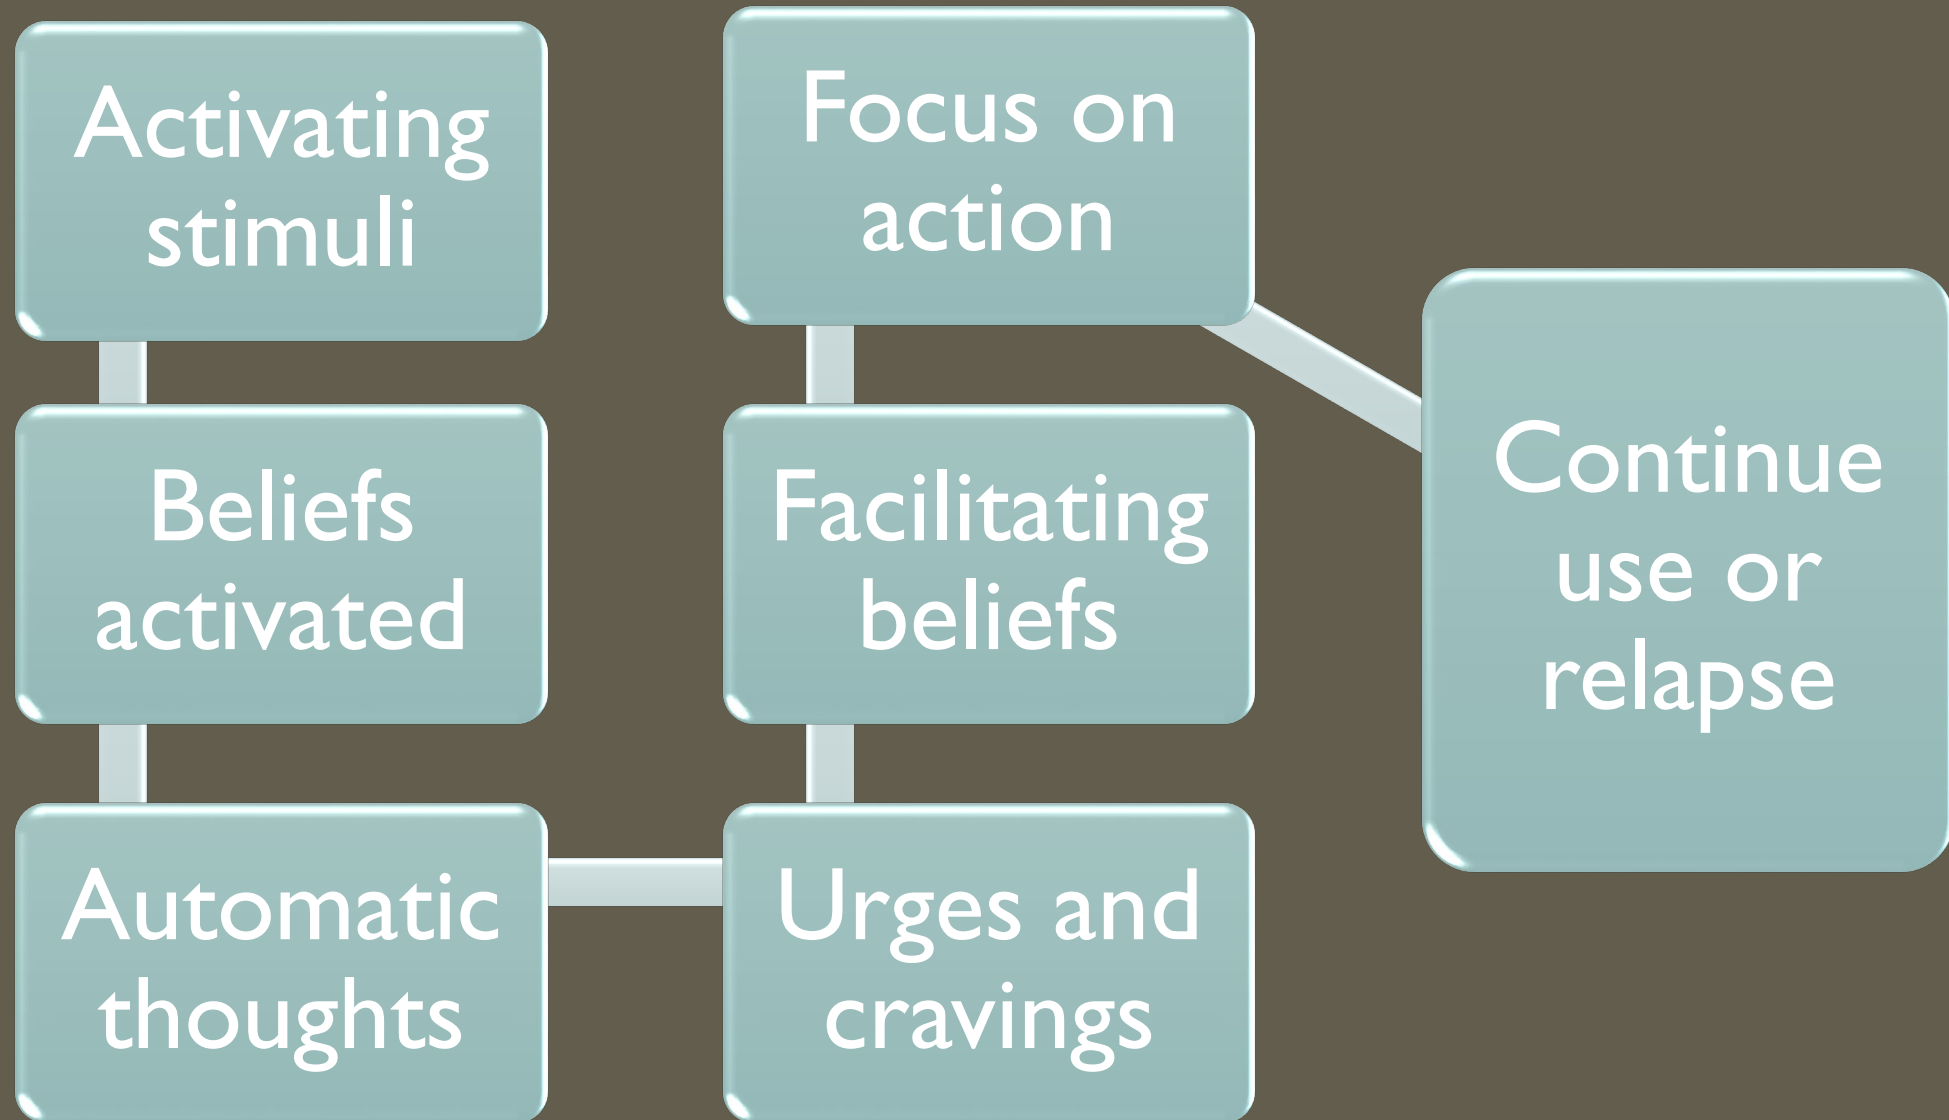 Activating
stimuli
Beliefs
activated
Automatic
thoughts
Urges and
cravings
Facilitating
beliefs
Focus on
action
Continue
use or
relapse